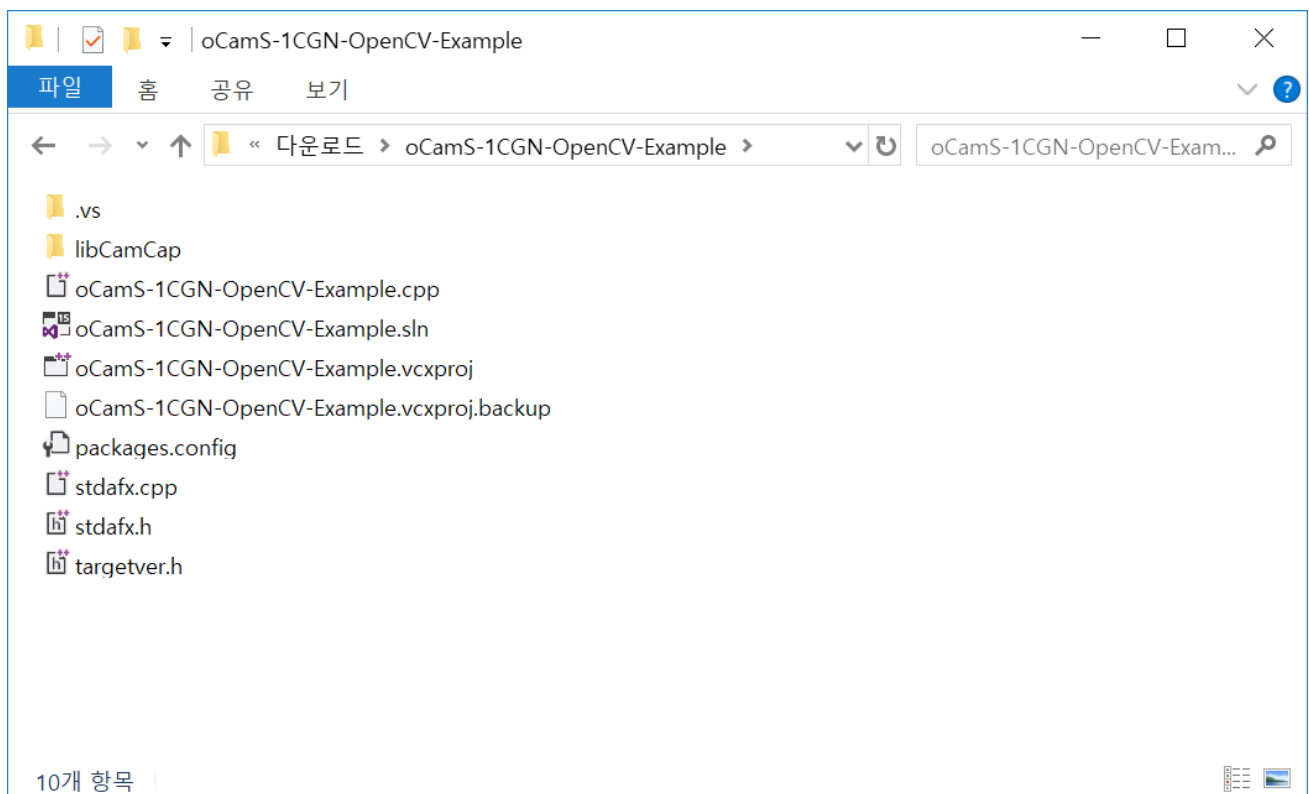 oCamS-1CGN-OpenCV-Example
파일 홈 공유 보기
« 다운로드 > oCamS-1CGN-OpenCV-Example > oCamS-1CGN-OpenCV-Exam...
.vs
libCamCap
oCamS-1CGN-OpenCV-Example.cpp
oCamS-1CGN-OpenCV-Example.sln
oCamS-1CGN-OpenCV-Example.vcxproj
oCamS-1CGN-OpenCV-Example.vcxproj.backup
packages.config
stdafx.cpp
stdafx.h
targetver.h
10개 항목